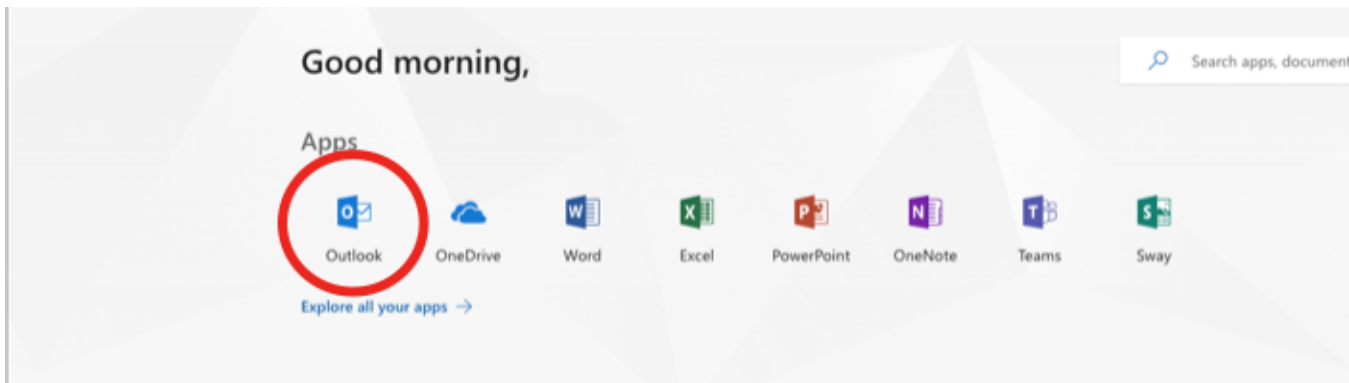 Good morning,
Search apps, document
Apps
Outlook OneDrive Word Excel PowerPoint OneNote Teams Sway
Explore all your apps →